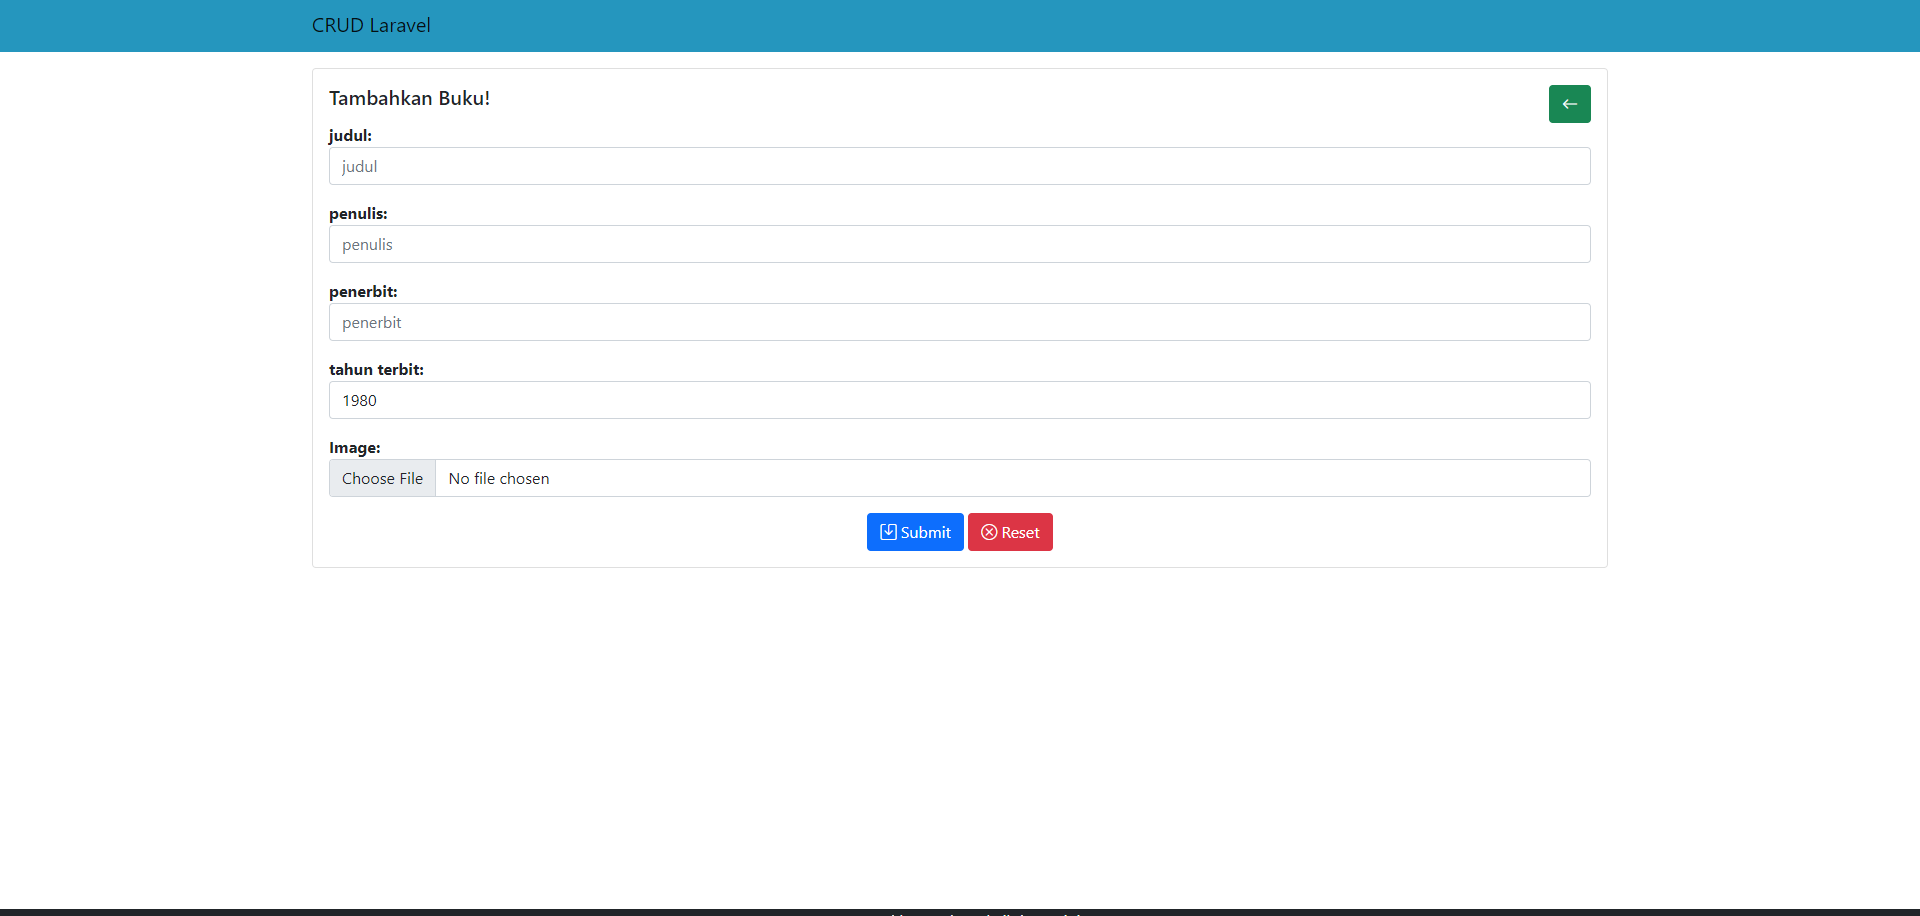 CRUD Laravel
Tambahkan Buku!
judul:
judul
penulis:
penulis
penerbit:
penerbit
tahun terbit:
1980
Image:
Choose File No file chosen
Submit Reset